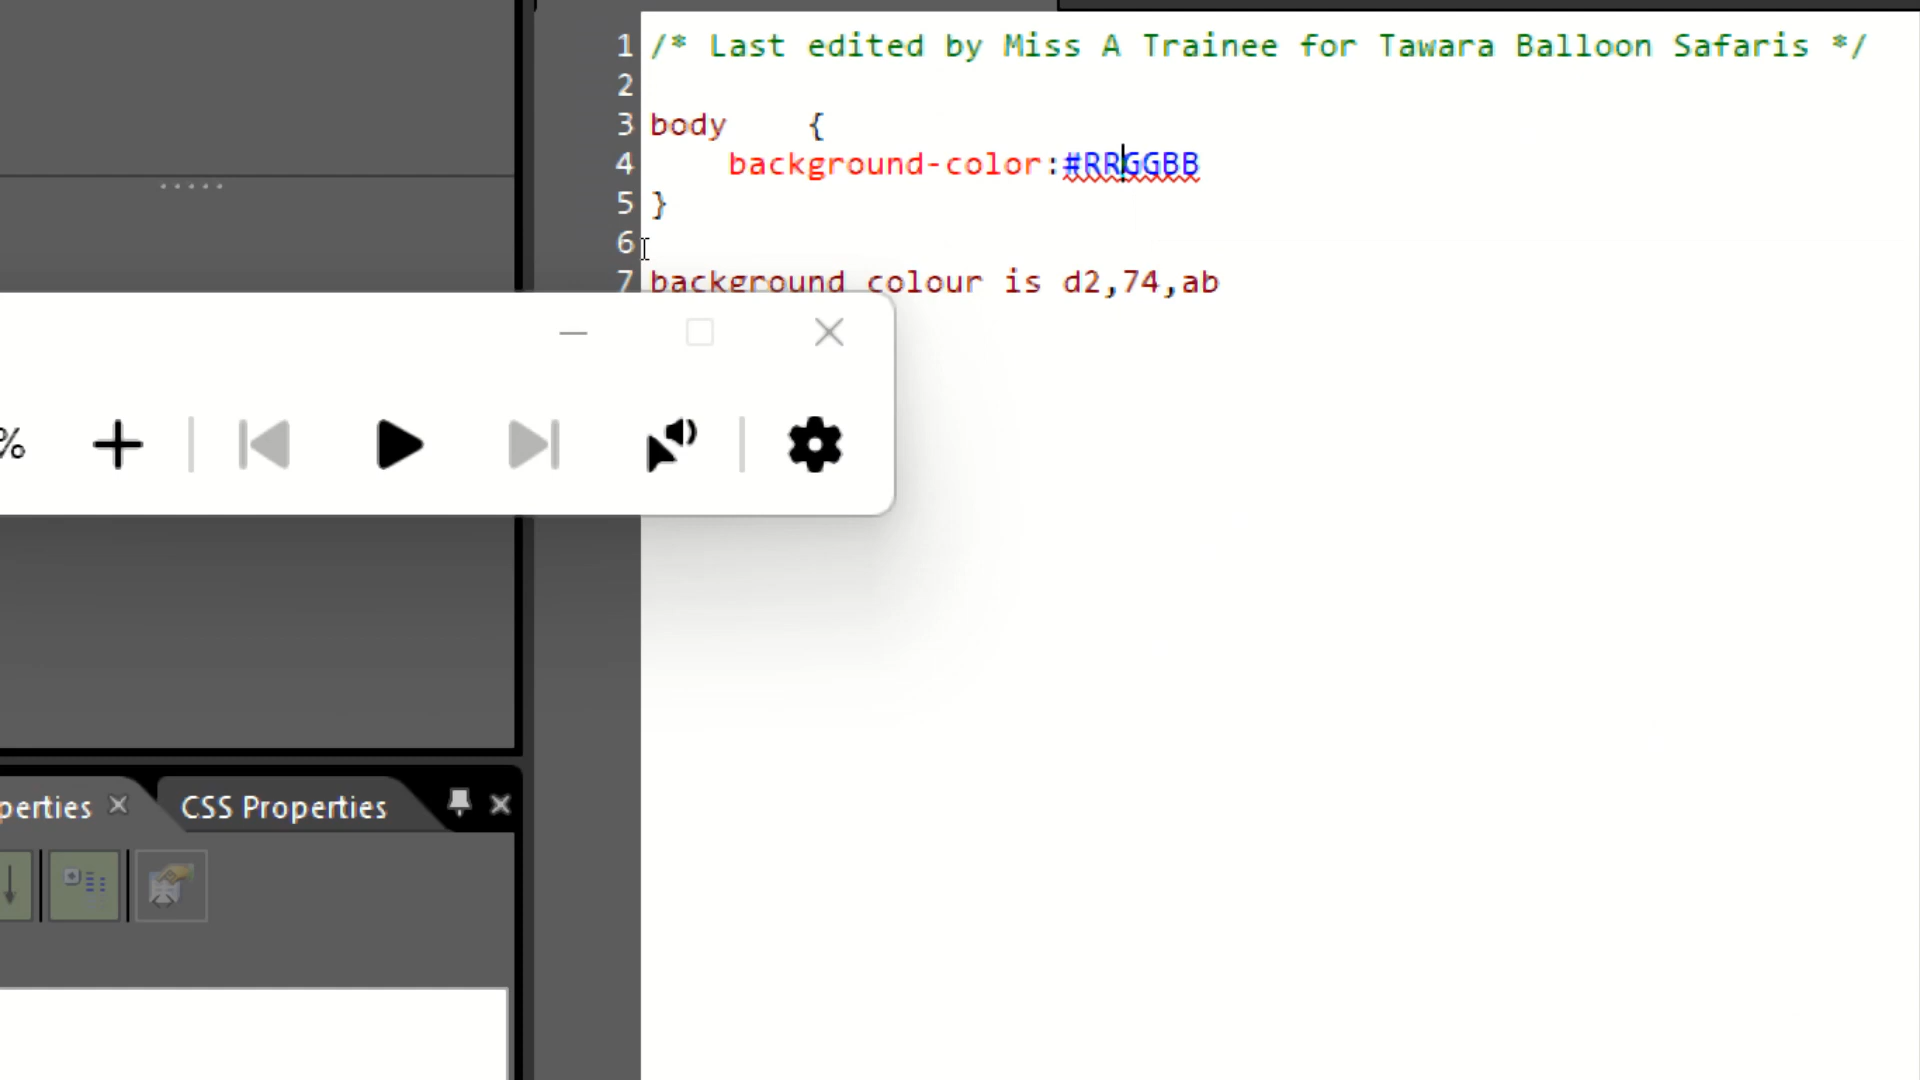 1 /* Last edited by Miss A Trainee for Tawara Balloon Safaris */
2
3 body    {
4     background-color:#RRGGBB
5 }
6
7 background colour is d2,74,ab
%
perties
CSS Properties